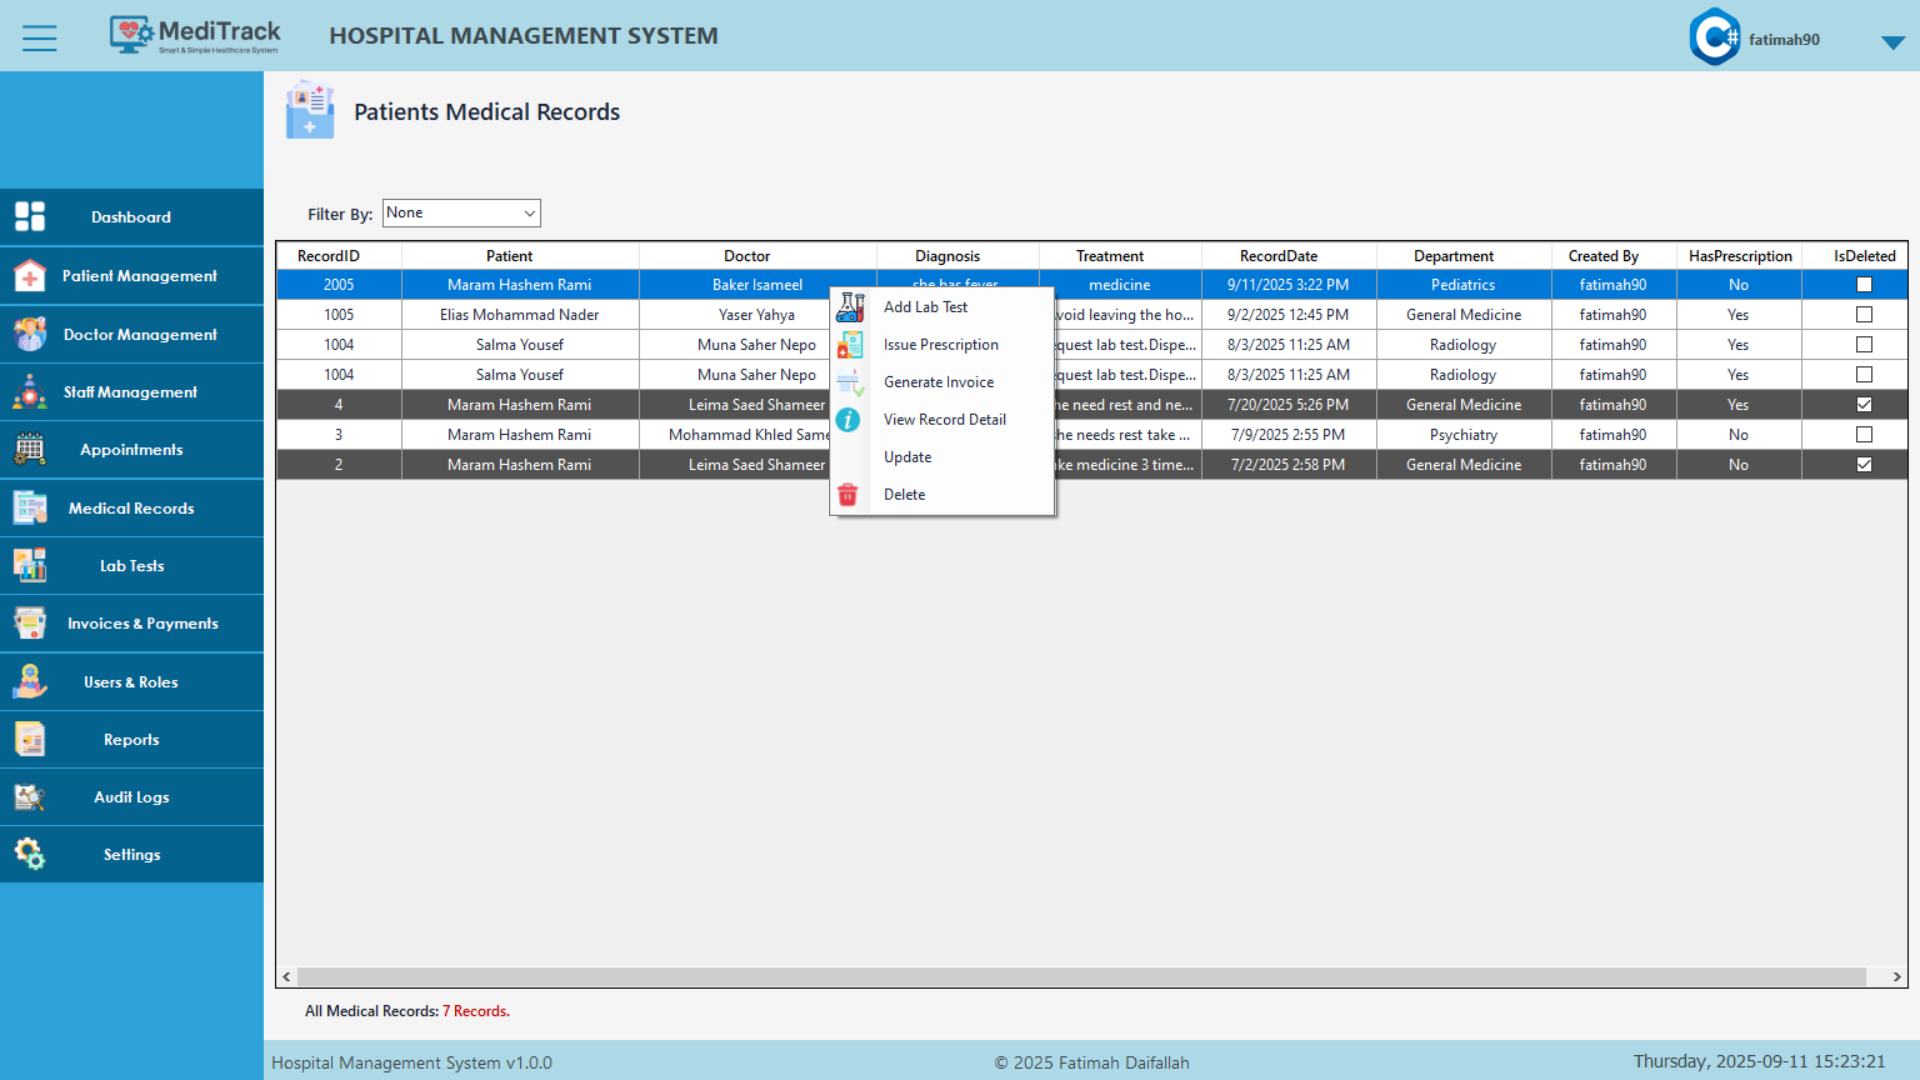 MediTrack
Smart & Simple Healthcare System
HOSPITAL MANAGEMENT SYSTEM
C#
fatimah90
Patients Medical Records
Filter By: None
Dashboard
Patient Management
Doctor Management
Staff Management
Appointments
Medical Records
Lab Tests
Invoices & Payments
Users & Roles
Reports
Audit Logs
Settings
RecordID Patient Doctor Diagnosis Treatment RecordDate Department Created By HasPrescription IsDeleted
2005 Maram Hashem Rami Baker Isameel she has fever medicine 9/11/2025 3:22 PM Pediatrics fatimah90 No
1005 Elias Mohammad Nader Yaser Yahya void leaving the ho... 9/2/2025 12:45 PM General Medicine fatimah90 Yes
1004 Salma Yousef Muna Saher Nepo quest lab test.Dispe... 8/3/2025 11:25 AM Radiology fatimah90 Yes
1004 Salma Yousef Muna Saher Nepo quest lab test.Dispe... 8/3/2025 11:25 AM Radiology fatimah90 Yes
4 Maram Hashem Rami Leima Saed Shameer he need rest and ne... 7/20/2025 5:26 PM General Medicine fatimah90 Yes
3 Maram Hashem Rami Mohammad Khled Same he needs rest take ... 7/9/2025 2:55 PM Psychiatry fatimah90 No
2 Maram Hashem Rami Leima Saed Shameer ke medicine 3 time... 7/2/2025 2:58 PM General Medicine fatimah90 No
Add Lab Test
Issue Prescription
Generate Invoice
View Record Detail
Update
Delete
All Medical Records: 7 Records.
Hospital Management System v1.0.0
© 2025 Fatimah Daifallah
Thursday, 2025-09-11 15:23:21